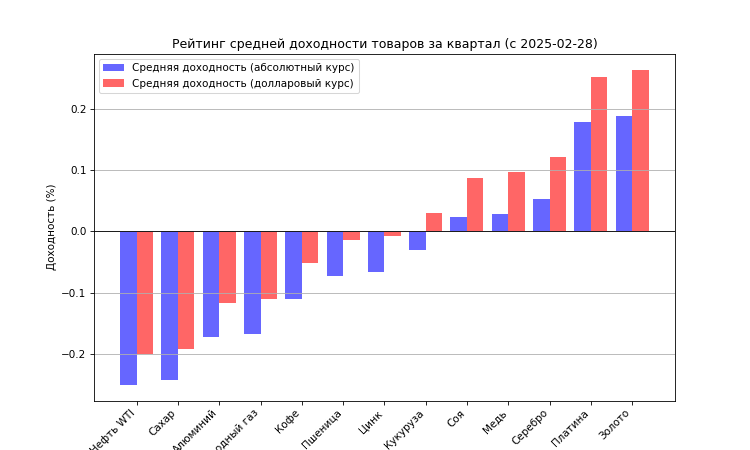 Рейтинг средней доходности товаров за квартал (с 2025-02-28)
Средняя доходность (абсолютный курс)
Средняя доходность (долларовый курс)
Доходность (%)
0.2
0.1
0.0
−0.1
−0.2
Нефть WTI
Сахар
Алюминий
газ
Кофе
Пшеница
Цинк
Кукуруза
Соя
Медь
Серебро
Платина
Золото